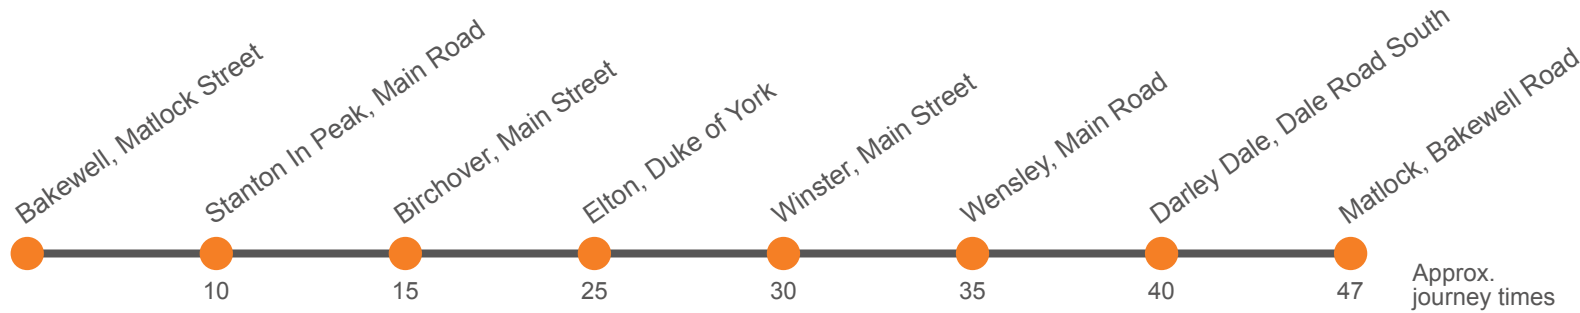 Bakewell, Matlock Street
Stanton In Peak, Main Road
Birchover, Main Street
Elton, Duke of York
Winster, Main Street
Wensley, Main Road
Darley Dale, Dale Road South
Matlock, Bakewell Road
10
15
25
30
35
40
47
Approx.
journey times